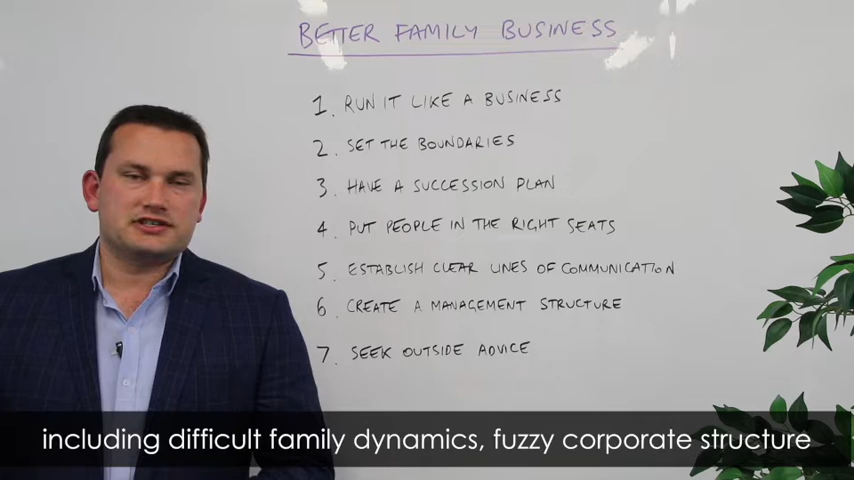 BETTER FAMILY BUSINESS
1. RUN IT LIKE A BUSINESS
2. SET THE BOUNDARIES
3. HAVE A SUCCESSION PLAN
4. PUT PEOPLE IN THE RIGHT SEATS
5. ESTABLISH CLEAR LINES OF COMMUNICATION
6. CREATE A MANAGEMENT STRUCTURE
7. SEEK OUTSIDE ADVICE
including difficult family dynamics, fuzzy corporate structure